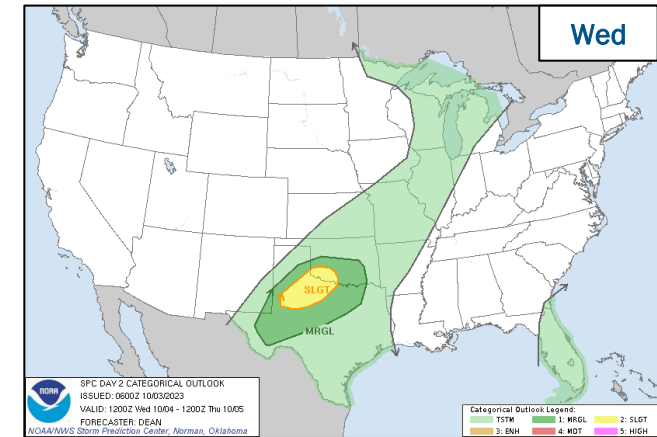 Wed
SLGT
MRGL
SPC DAY 2 CATEGORICAL OUTLOOK
ISSUED: 0600Z 10/03/2023
VALID: 1200Z Wed 10/04 - 1200Z Thu 10/05
FORECASTER: DEAN
NOAA/NWS Storm Prediction Center, Norman, Oklahoma
NOAA
Categorical Outlook Legend:
TSTM 1: MRGL 2: SLGT
3: ENH 4: MDT 5: HIGH